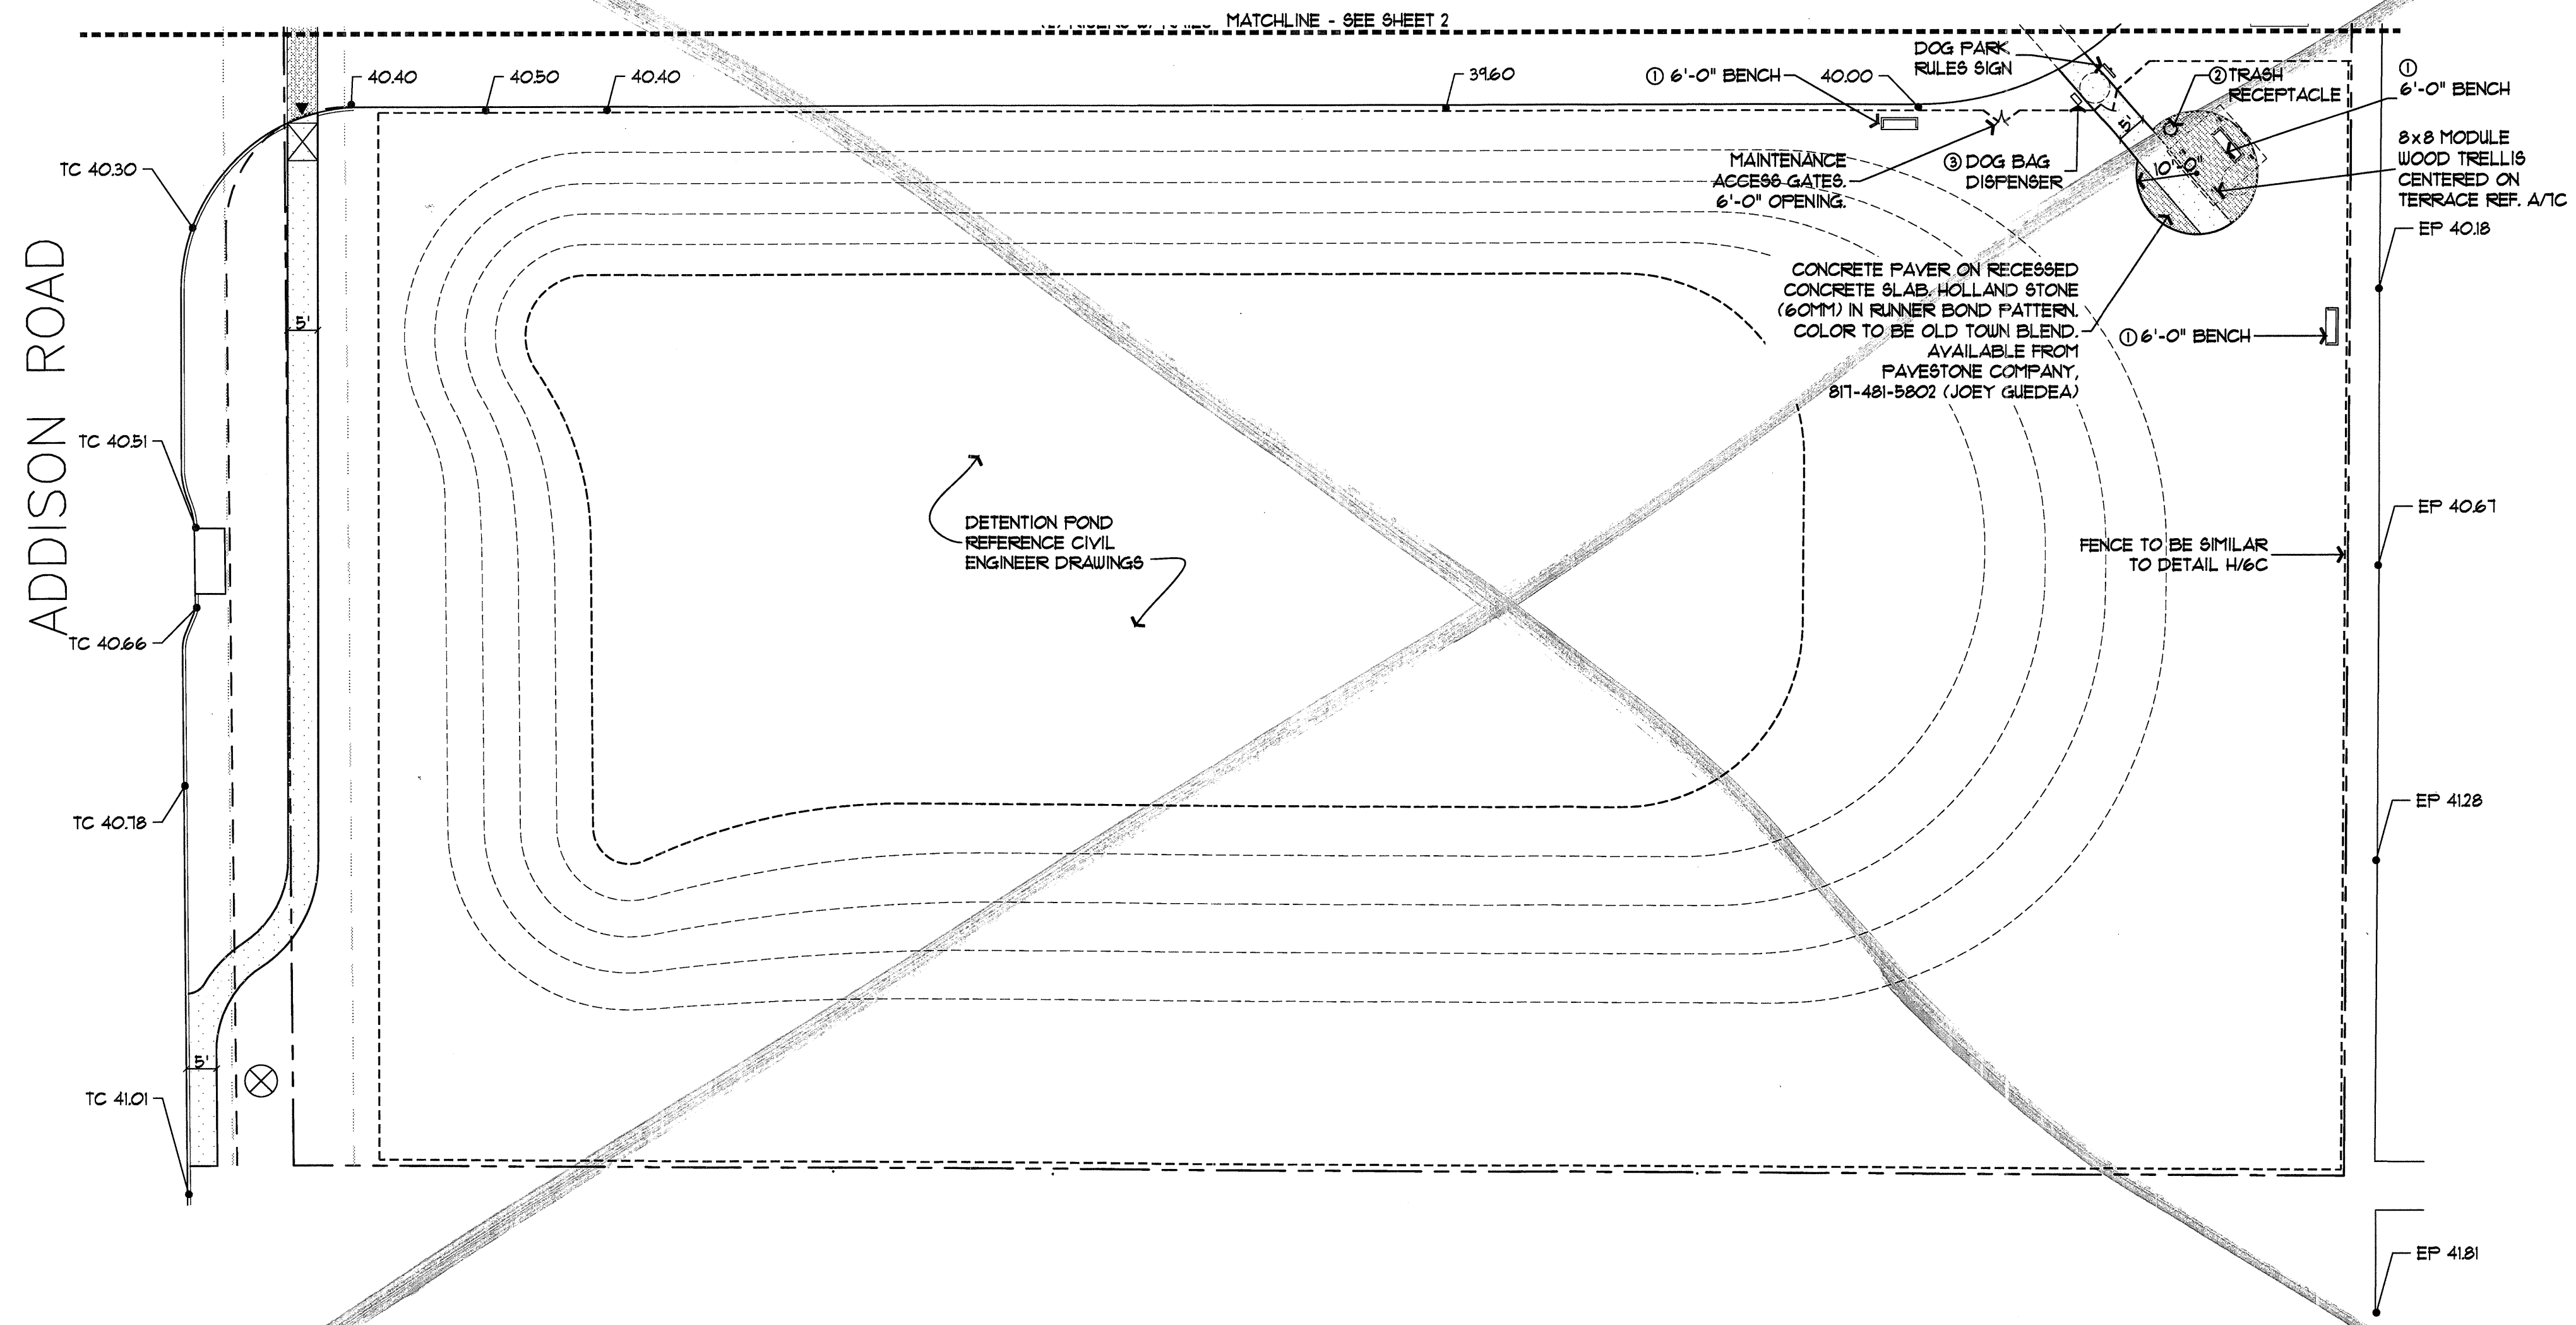 MATCHLINE - SEE SHEET 2
40.40
40.50
40.40
39.60
① 6'-0" BENCH
40.00
DOG PARK
RULES SIGN
② TRASH
RECEPTACLE
①
6'-0" BENCH
8x8 MODULE
WOOD TRELLIS
CENTERED ON
TERRACE REF. A/7C
5'
10'-0"
MAINTENANCE
ACCESS GATES.
6'-0" OPENING.
③ DOG BAG
DISPENSER
TC 40.30
EP 40.18
ADDISON ROAD
5'
CONCRETE PAVER ON RECESSED
CONCRETE SLAB. HOLLAND STONE
(60MM) IN RUNNER BOND PATTERN.
COLOR TO BE OLD TOWN BLEND.
AVAILABLE FROM
PAVESTONE COMPANY,
817-481-5802 (JOEY GUEDEA)
① 6'-0" BENCH
TC 40.51
DETENTION POND
REFERENCE CIVIL
ENGINEER DRAWINGS
EP 40.67
FENCE TO BE SIMILAR
TO DETAIL H/6C
TC 40.66
TC 40.78
EP 41.28
5'
TC 41.01
EP 41.81